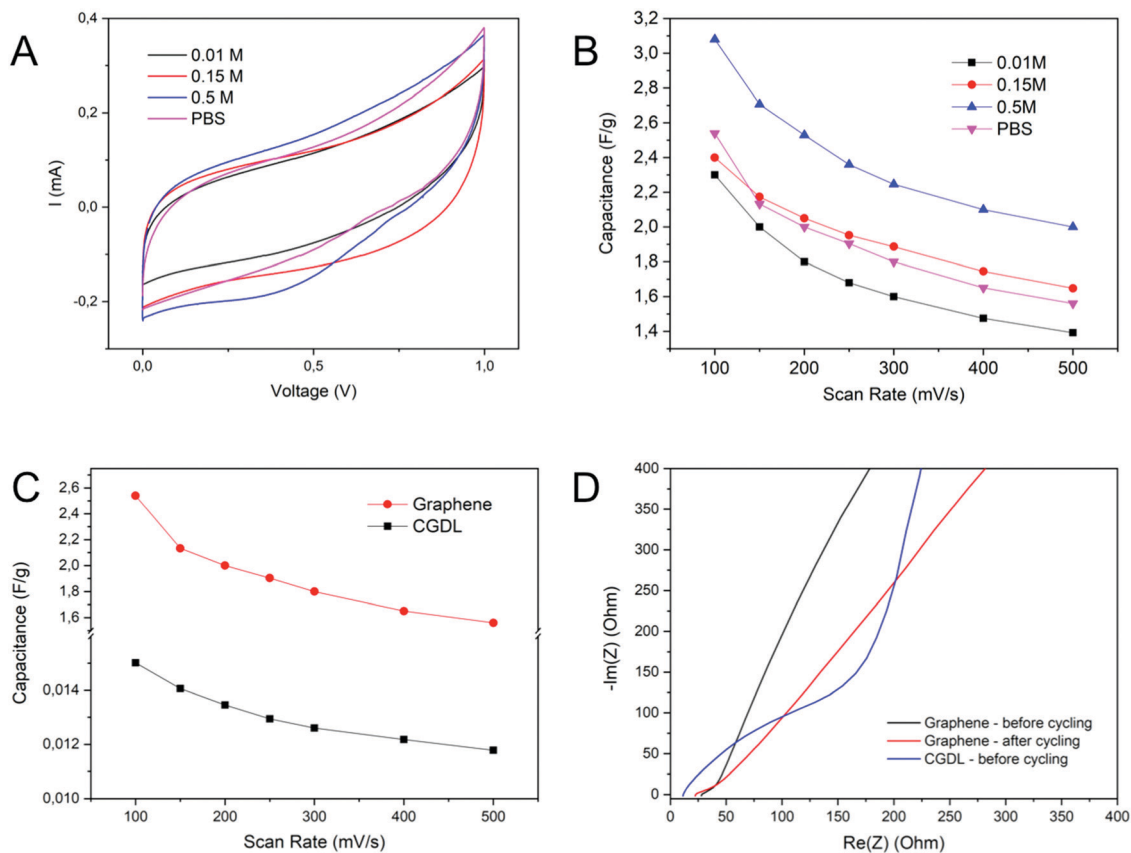 A
0.01 M
0.15 M
0.5 M
PBS
0,4
0,2
0,0
-0,2
I (mA)
0,0
0,5
1,0
Voltage (V)
B
0.01M
0.15M
0.5M
PBS
3,2
3,0
2,8
2,6
2,4
2,2
2,0
1,8
1,6
1,4
Capacitance (F/g)
100
200
300
400
500
Scan Rate (mV/s)
C
Graphene
CGDL
2,6
2,4
2,2
2,0
1,8
1,6
0,014
0,012
0,010
Capacitance (F/g)
100
150
200
250
300
350
400
450
500
Scan Rate (mV/s)
D
400
350
300
250
200
150
100
50
0
-Im(Z) (Ohm)
Graphene - before cycling
Graphene - after cycling
CGDL - before cycling
0
50
100
150
200
250
300
350
400
Re(Z) (Ohm)